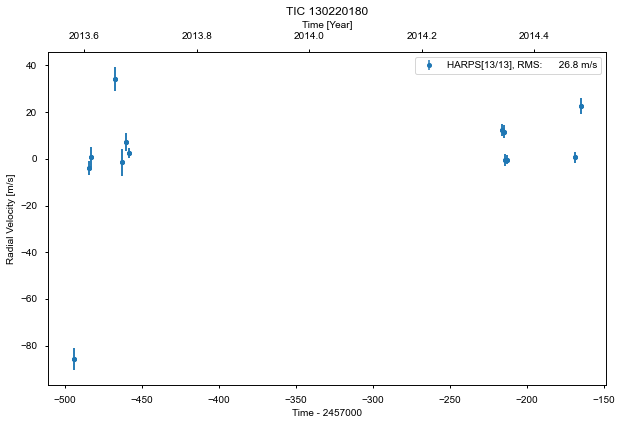 TIC 130220180
Time [Year]
2013.6 2013.8 2014.0 2014.2 2014.4
HARPS[13/13], RMS: 26.8 m/s
Radial Velocity [m/s]
40
20
0
−20
−40
−60
−80
−500 −450 −400 −350 −300 −250 −200 −150
Time - 2457000